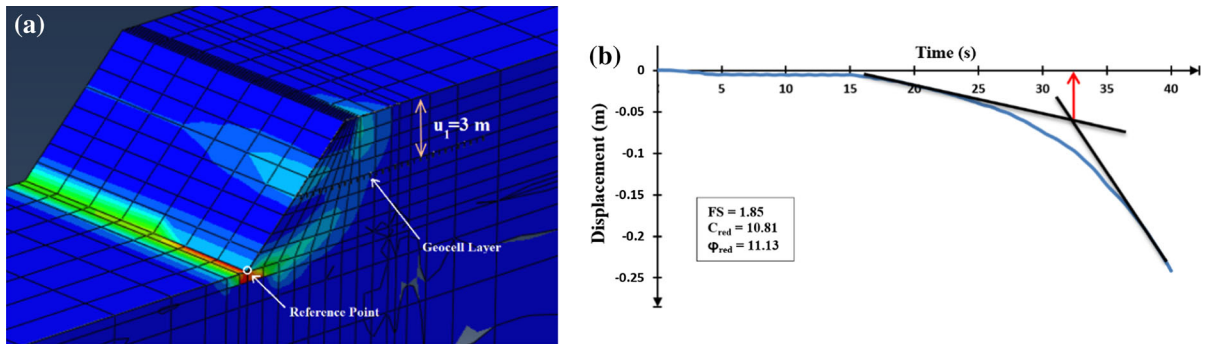 (a)
u1=3 m
Geocell Layer
Reference Point
(b)
Time (s)
0 5 10 15 20 25 30 35 40
0
-0.05
-0.1
-0.15
-0.2
-0.25
Displacement (m)
FS = 1.85
Cred = 10.81
φred = 11.13